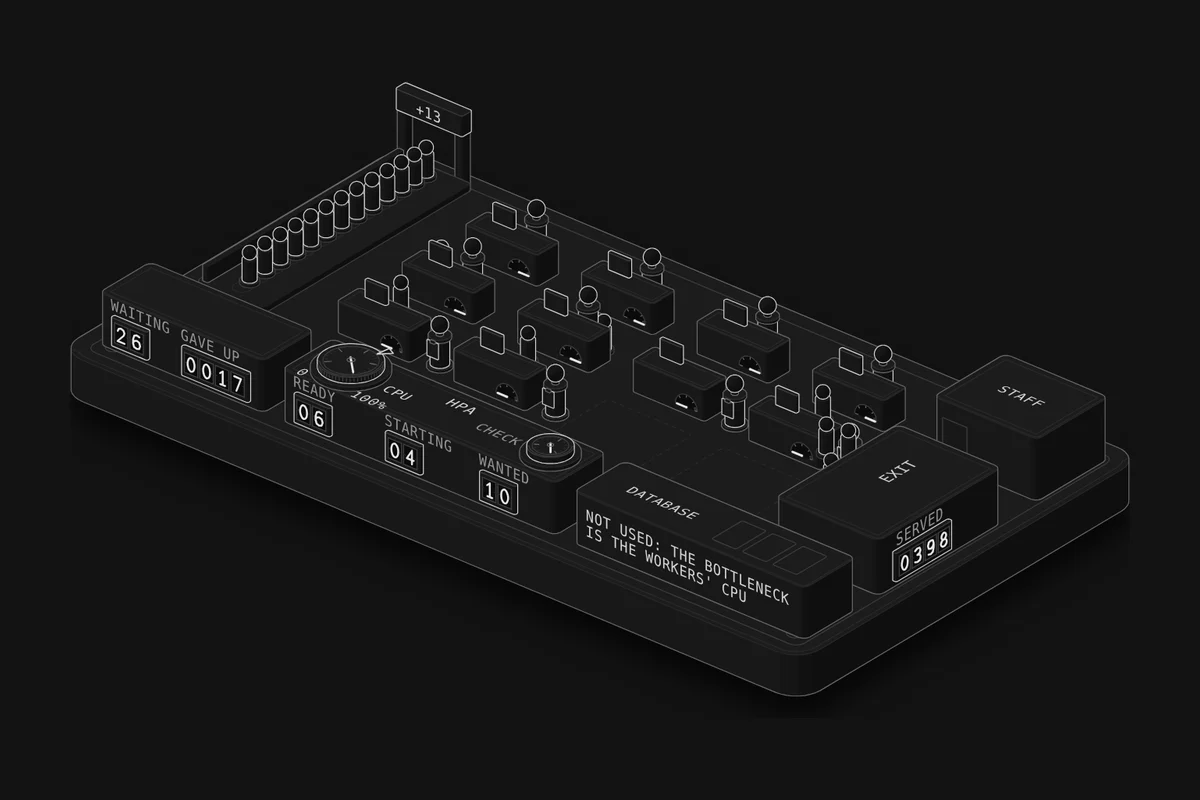 +13
WAITING
26
GAVE UP
0017
0
100%
CPU
HPA
CHECK
READY
06
STARTING
04
WANTED
10
DATABASE
NOT USED: THE BOTTLENECK
IS THE WORKERS' CPU
STAFF
EXIT
SERVED
0398